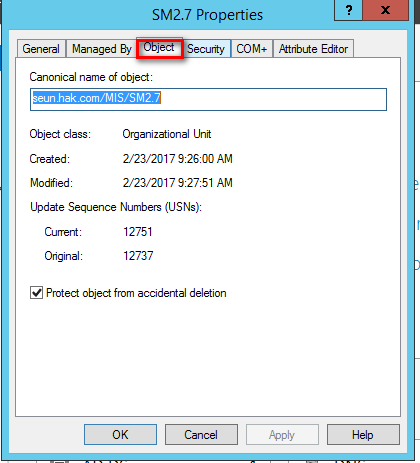 SM2.7 Properties
? x
General Managed By Object Security COM+ Attribute Editor
Canonical name of object:
seun.hak.com/MIS/SM2.7
Object class: Organizational Unit
Created: 2/23/2017 9:26:00 AM
Modified: 2/23/2017 9:27:51 AM
Update Sequence Numbers (USNs):
Current: 12751
Original: 12737
Protect object from accidental deletion
OK Cancel Apply Help